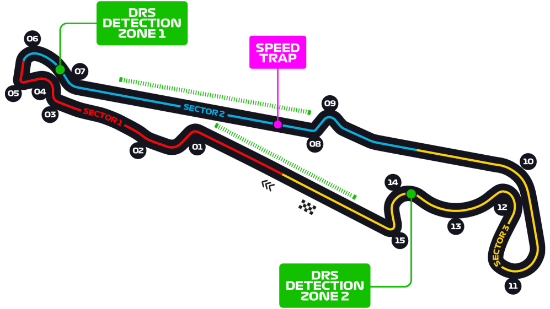 DRS
DETECTION
ZONE 1
06
SPEED
TRAP
07
05
04
03
SECTOR 1
SECTOR 2
09
08
02
01
10
14
12
13
15
SECTOR 3
11
DRS
DETECTION
ZONE 2